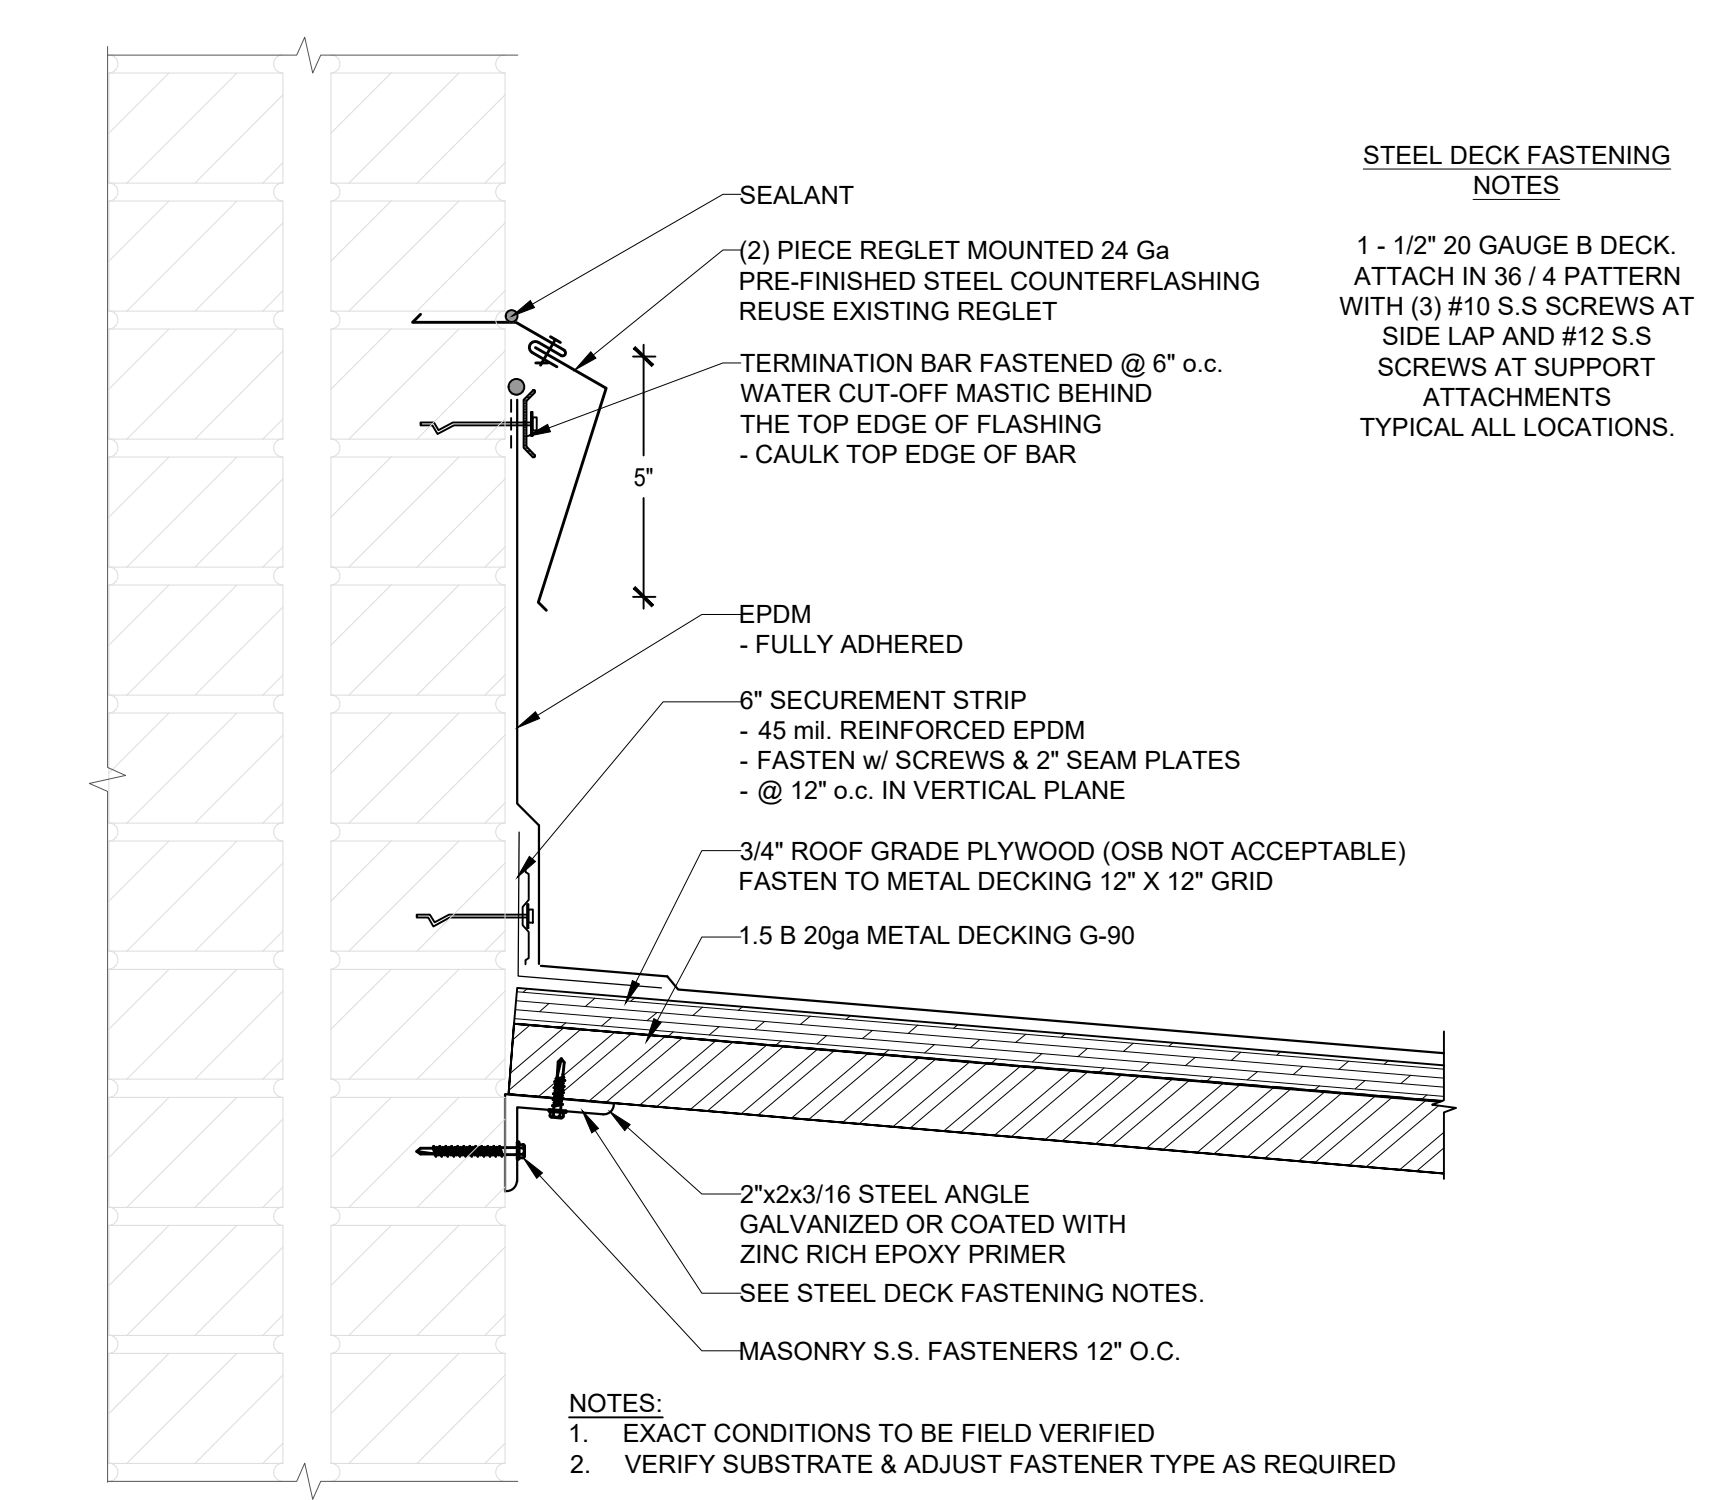 SEALANT
(2) PIECE REGLET MOUNTED 24 Ga
PRE-FINISHED STEEL COUNTERFLASHING
REUSE EXISTING REGLET
TERMINATION BAR FASTENED @ 6" o.c.
WATER CUT-OFF MASTIC BEHIND
THE TOP EDGE OF FLASHING
- CAULK TOP EDGE OF BAR
5"
EPDM
- FULLY ADHERED
6" SECUREMENT STRIP
- 45 mil. REINFORCED EPDM
- FASTEN w/ SCREWS & 2" SEAM PLATES
- @ 12" o.c. IN VERTICAL PLANE
3/4" ROOF GRADE PLYWOOD (OSB NOT ACCEPTABLE)
FASTEN TO METAL DECKING 12" X 12" GRID
1.5 B 20ga METAL DECKING G-90
2"x2x3/16 STEEL ANGLE
GALVANIZED OR COATED WITH
ZINC RICH EPOXY PRIMER
SEE STEEL DECK FASTENING NOTES.
MASONRY S.S. FASTENERS 12" O.C.
STEEL DECK FASTENING
NOTES
1 - 1/2" 20 GAUGE B DECK.
ATTACH IN 36 / 4 PATTERN
WITH (3) #10 S.S SCREWS AT
SIDE LAP AND #12 S.S
SCREWS AT SUPPORT
ATTACHMENTS
TYPICAL ALL LOCATIONS.
NOTES:
1. EXACT CONDITIONS TO BE FIELD VERIFIED
2. VERIFY SUBSTRATE & ADJUST FASTENER TYPE AS REQUIRED